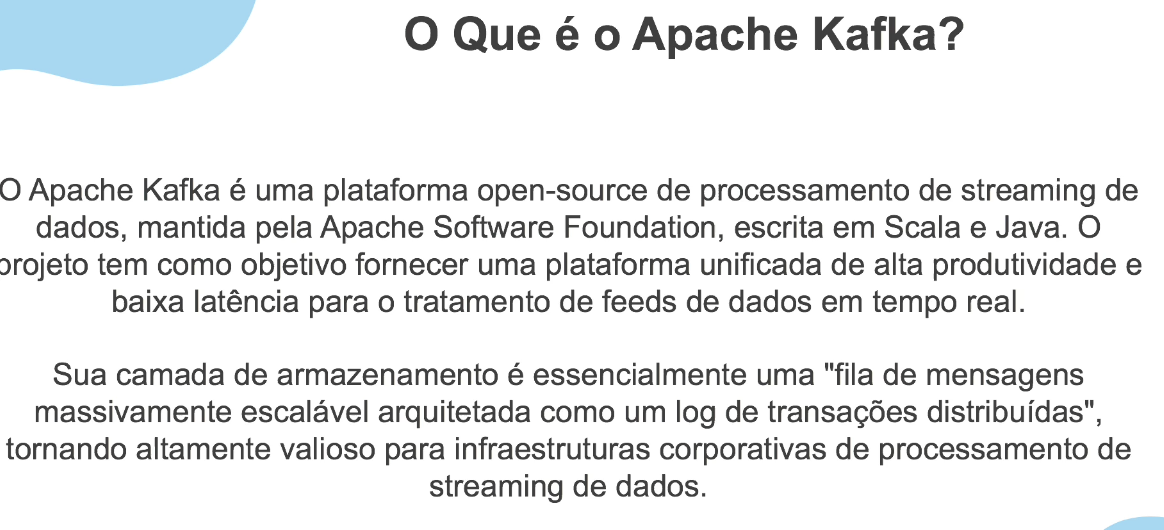 O Que é o Apache Kafka?
O Apache Kafka é uma plataforma open-source de processamento de streaming de
dados, mantida pela Apache Software Foundation, escrita em Scala e Java. O
projeto tem como objetivo fornecer uma plataforma unificada de alta produtividade e
baixa latência para o tratamento de feeds de dados em tempo real.
Sua camada de armazenamento é essencialmente uma "fila de mensagens
massivamente escalável arquitetada como um log de transações distribuídas",
tornando altamente valioso para infraestruturas corporativas de processamento de
streaming de dados.